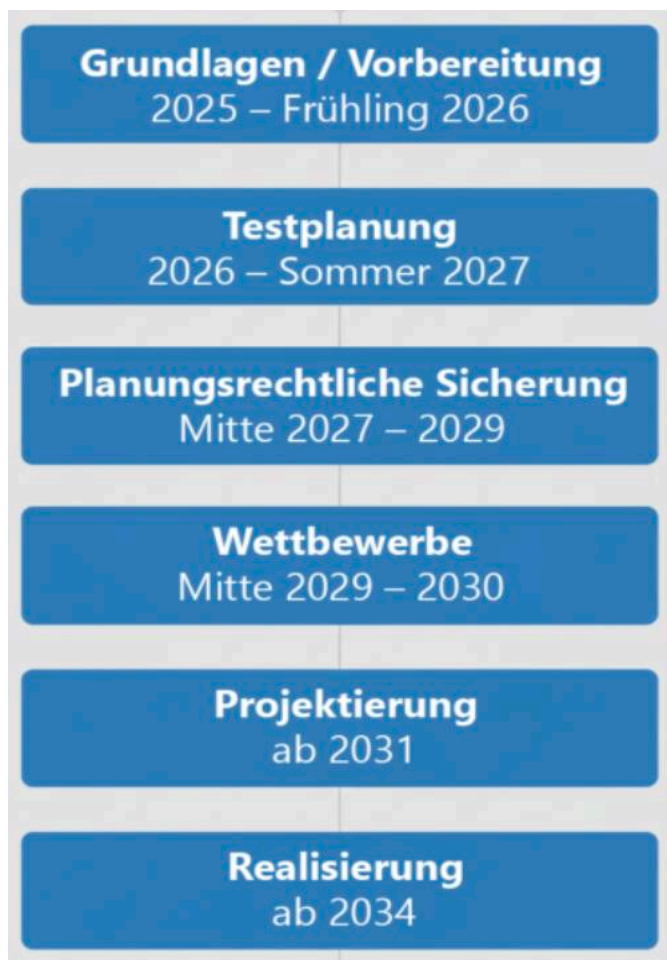 Grundlagen / Vorbereitung
2025 – Frühling 2026
Testplanung
2026 – Sommer 2027
Planungsrechtliche Sicherung
Mitte 2027 – 2029
Wettbewerbe
Mitte 2029 – 2030
Projektierung
ab 2031
Realisierung
ab 2034